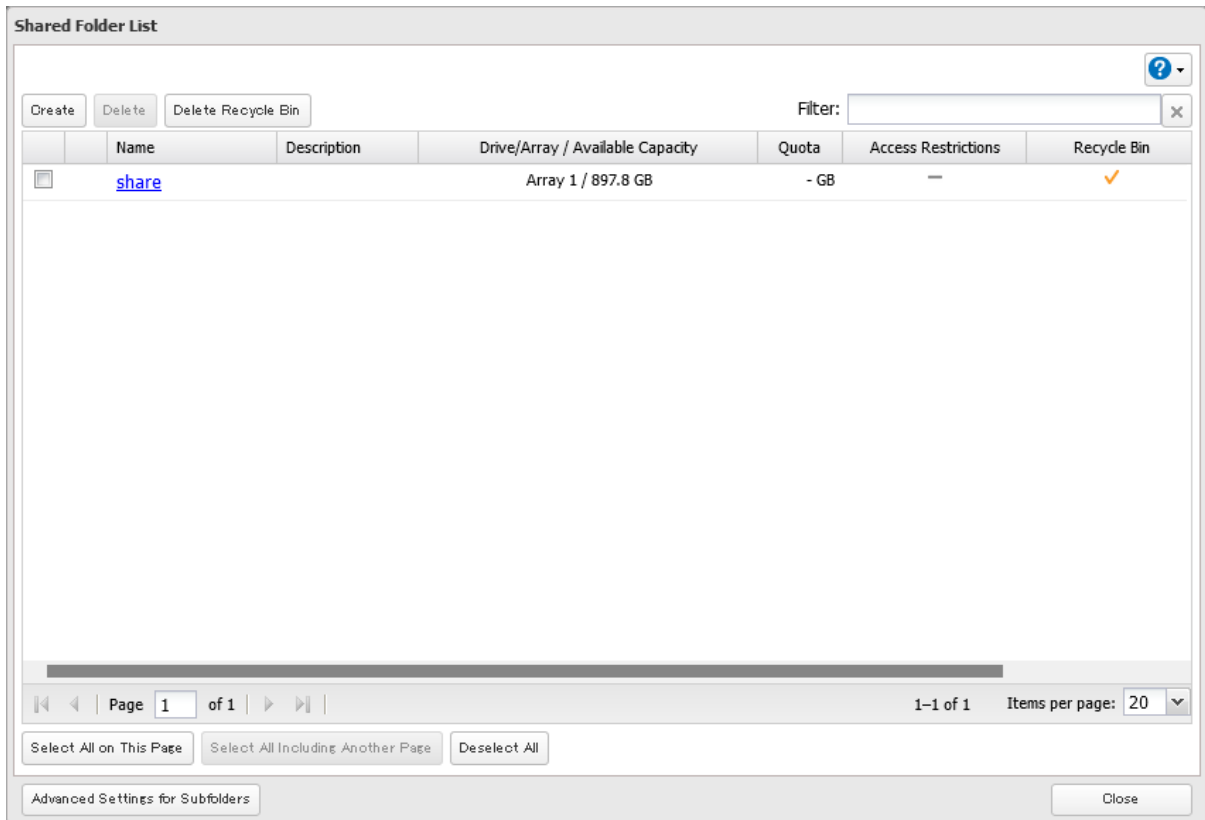 Shared Folder List
Create Delete Delete Recycle Bin Filter:
Name Description Drive/Array / Available Capacity Quota Access Restrictions Recycle Bin
share Array 1 / 897.8 GB - GB —
Page 1 of 1 1–1 of 1 Items per page: 20
Select All on This Page Select All Including Another Page Deselect All
Advanced Settings for Subfolders Close